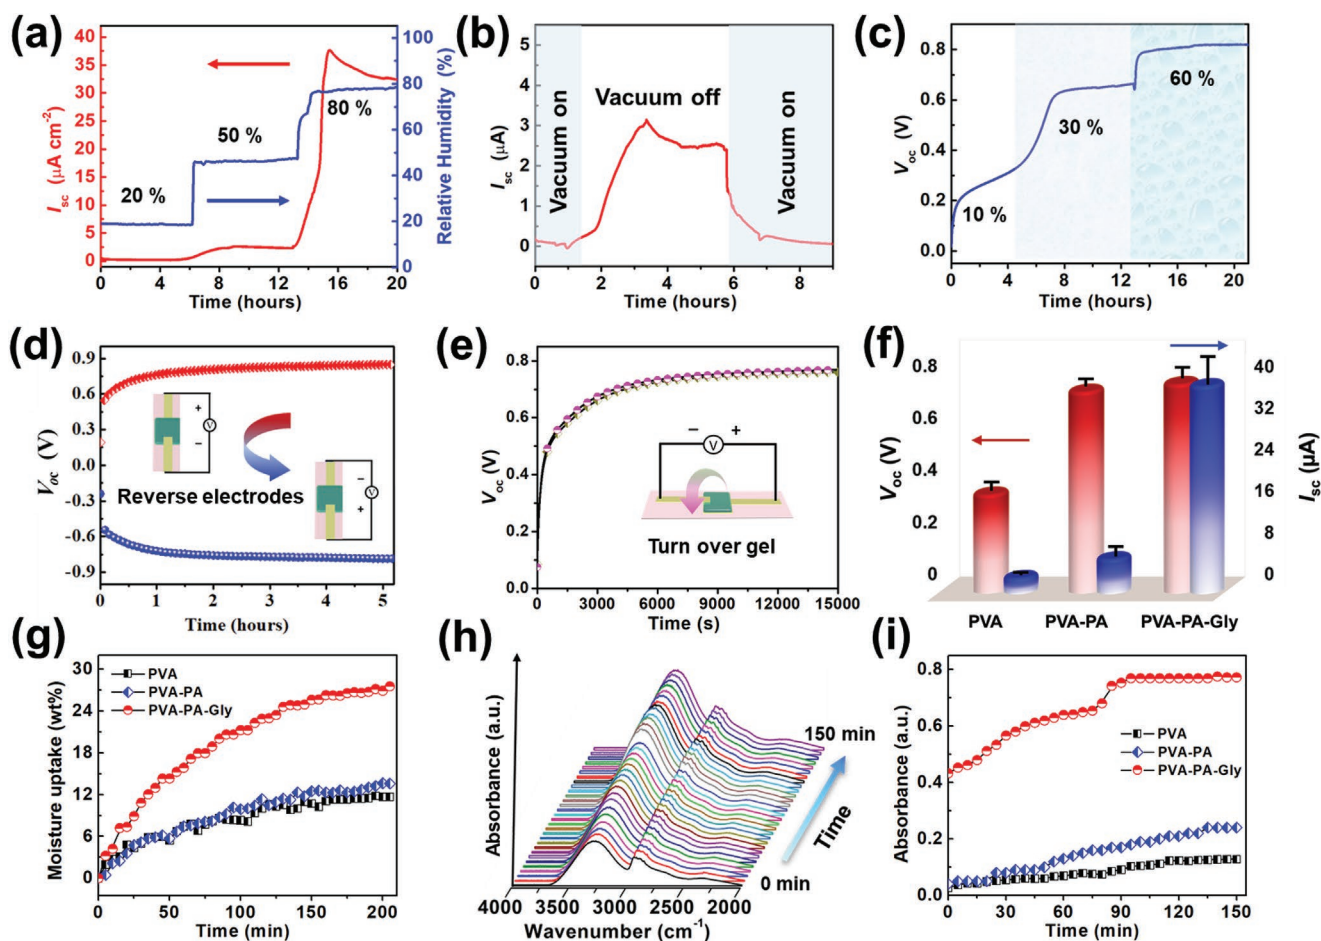 (a)
40
35
30
25
20
15
10
5
0
I_sc (μA cm⁻²)
20 %
50 %
80 %
100
80
60
40
20
0
Relative Humidity (%)
0 2 4 6 8 10 12 14 16 18 20
Time (hours)
(b)
5
4
3
2
1
0
I_sc (μA)
Vacuum on
Vacuum off
Vacuum on
0 2 4 6 8
Time (hours)
(c)
0.8
0.6
0.4
0.2
0.0
V_oc (V)
10 %
30 %
60 %
0 4 8 12 16 20
Time (hours)
(d)
0.9
0.6
0.3
0.0
-0.3
-0.6
-0.9
V_oc (V)
+
V
−
Reverse electrodes
−
V
+
0 1 2 3 4 5
Time (hours)
(e)
0.8
0.6
0.4
0.2
0.0
V_oc (V)
− V +
Turn over gel
0 3000 6000 9000 12000 15000
Time (s)
(f)
0.8
0.6
0.4
0.2
0
V_oc (V)
40
32
24
16
8
0
I_sc (μA)
PVA PVA-PA PVA-PA-Gly
(g)
30
24
18
12
6
0
Moisture uptake (wt%)
PVA
PVA-PA
PVA-PA-Gly
0 50 100 150 200
Time (min)
(h)
Absorbance (a.u.)
150 min
Time
0 min
4000 3500 3000 2500 2000
Wavenumber (cm⁻¹)
(i)
0.8
0.6
0.4
0.2
0.0
Absorbance (a.u.)
PVA
PVA-PA
PVA-PA-Gly
0 30 60 90 120 150
Time (min)